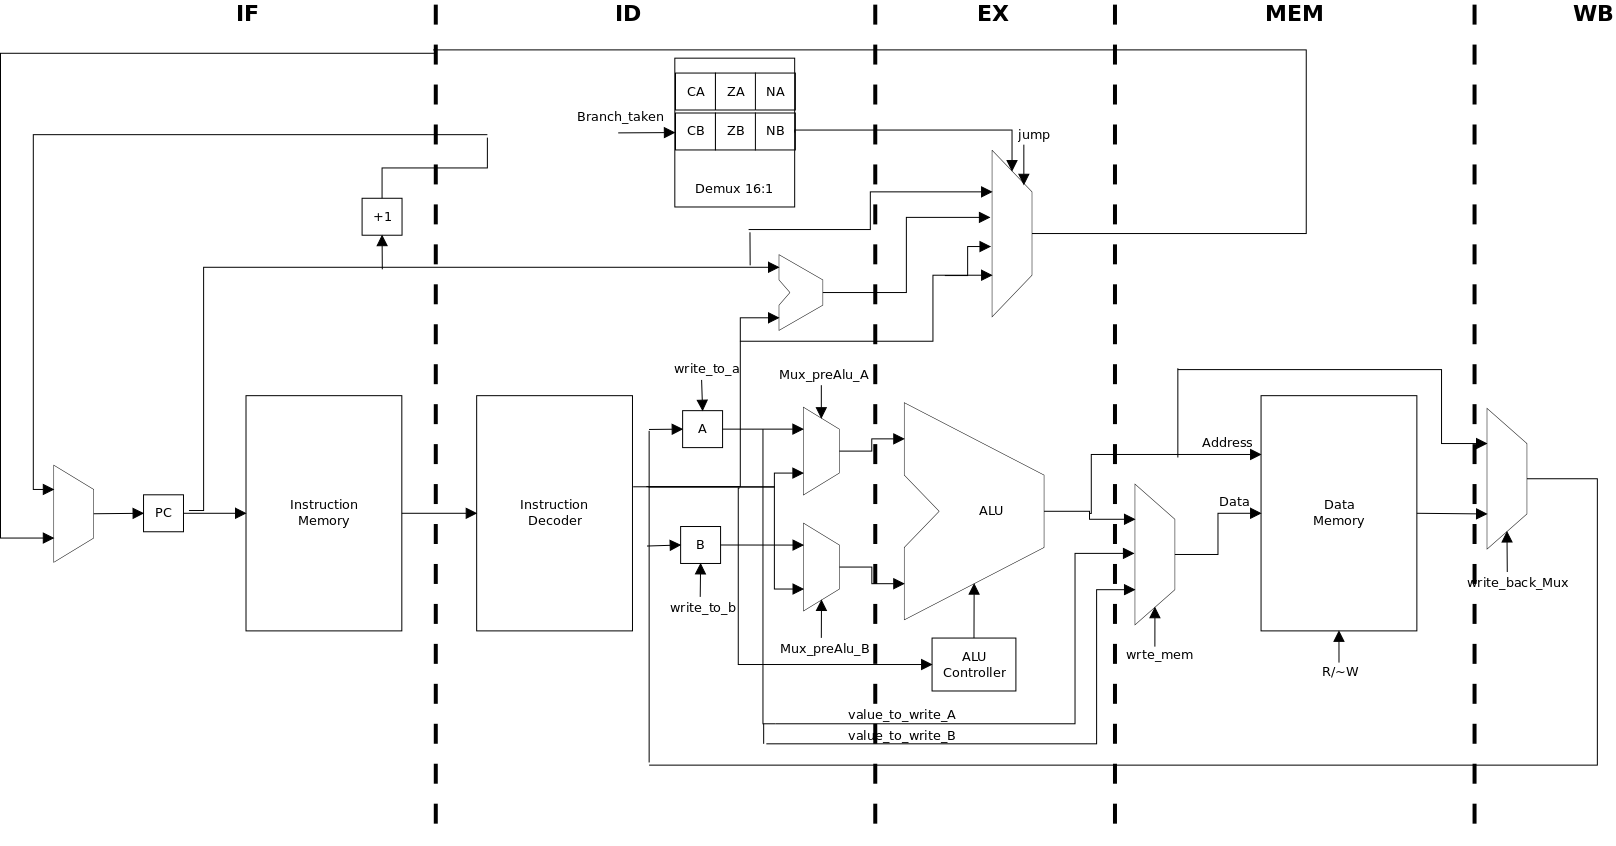 IF
ID
EX
MEM
WB
CA ZA NA
Branch_taken
CB ZB NB
jump
Demux 16:1
+1
write_to_a
Mux_preAlu_A
A
Address
Instruction
Memory
Instruction
Decoder
PC
ALU
Data
Data
Memory
B
write_to_b
Mux_preAlu_B
write_back_Mux
ALU
Controller
wrte_mem
R/~W
value_to_write_A
value_to_write_B